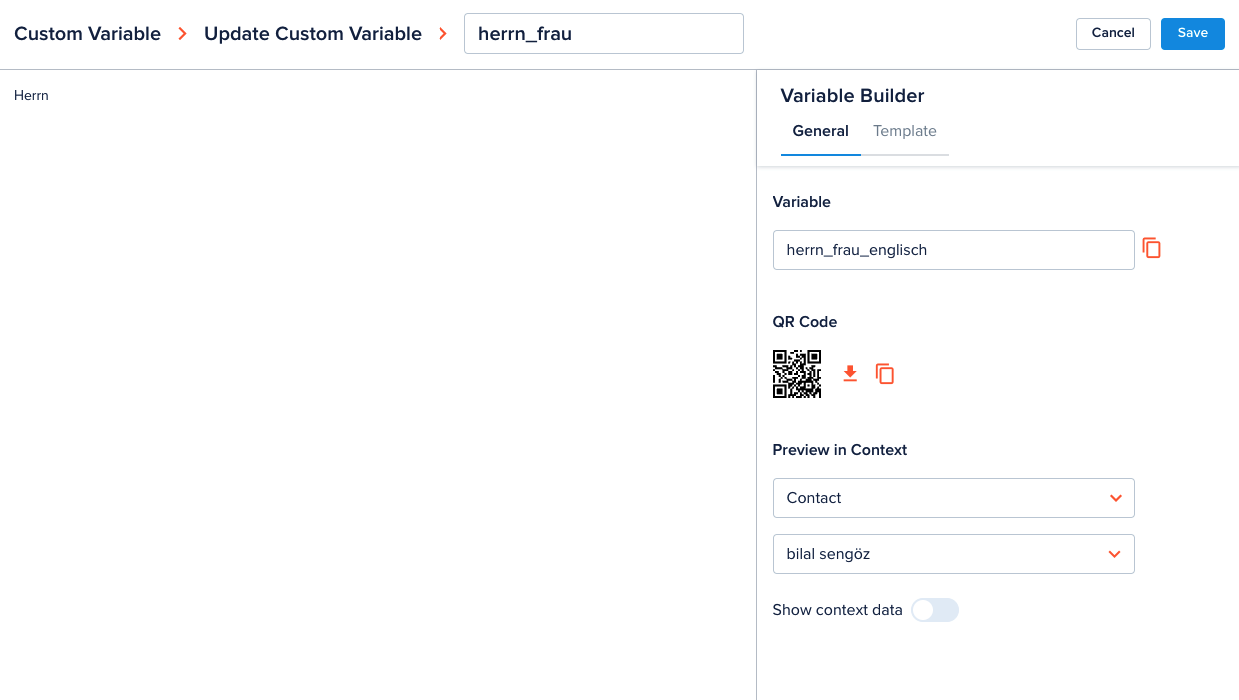 Custom Variable
Update Custom Variable
herrn_frau
Cancel
Save
Herrn
Variable Builder
General
Template
Variable
herrn_frau_englisch
QR Code
Preview in Context
Contact
bilal sengöz
Show context data